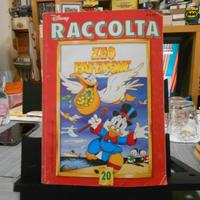 Disney
RACCOLTA
ZIO
PAPERONE
20